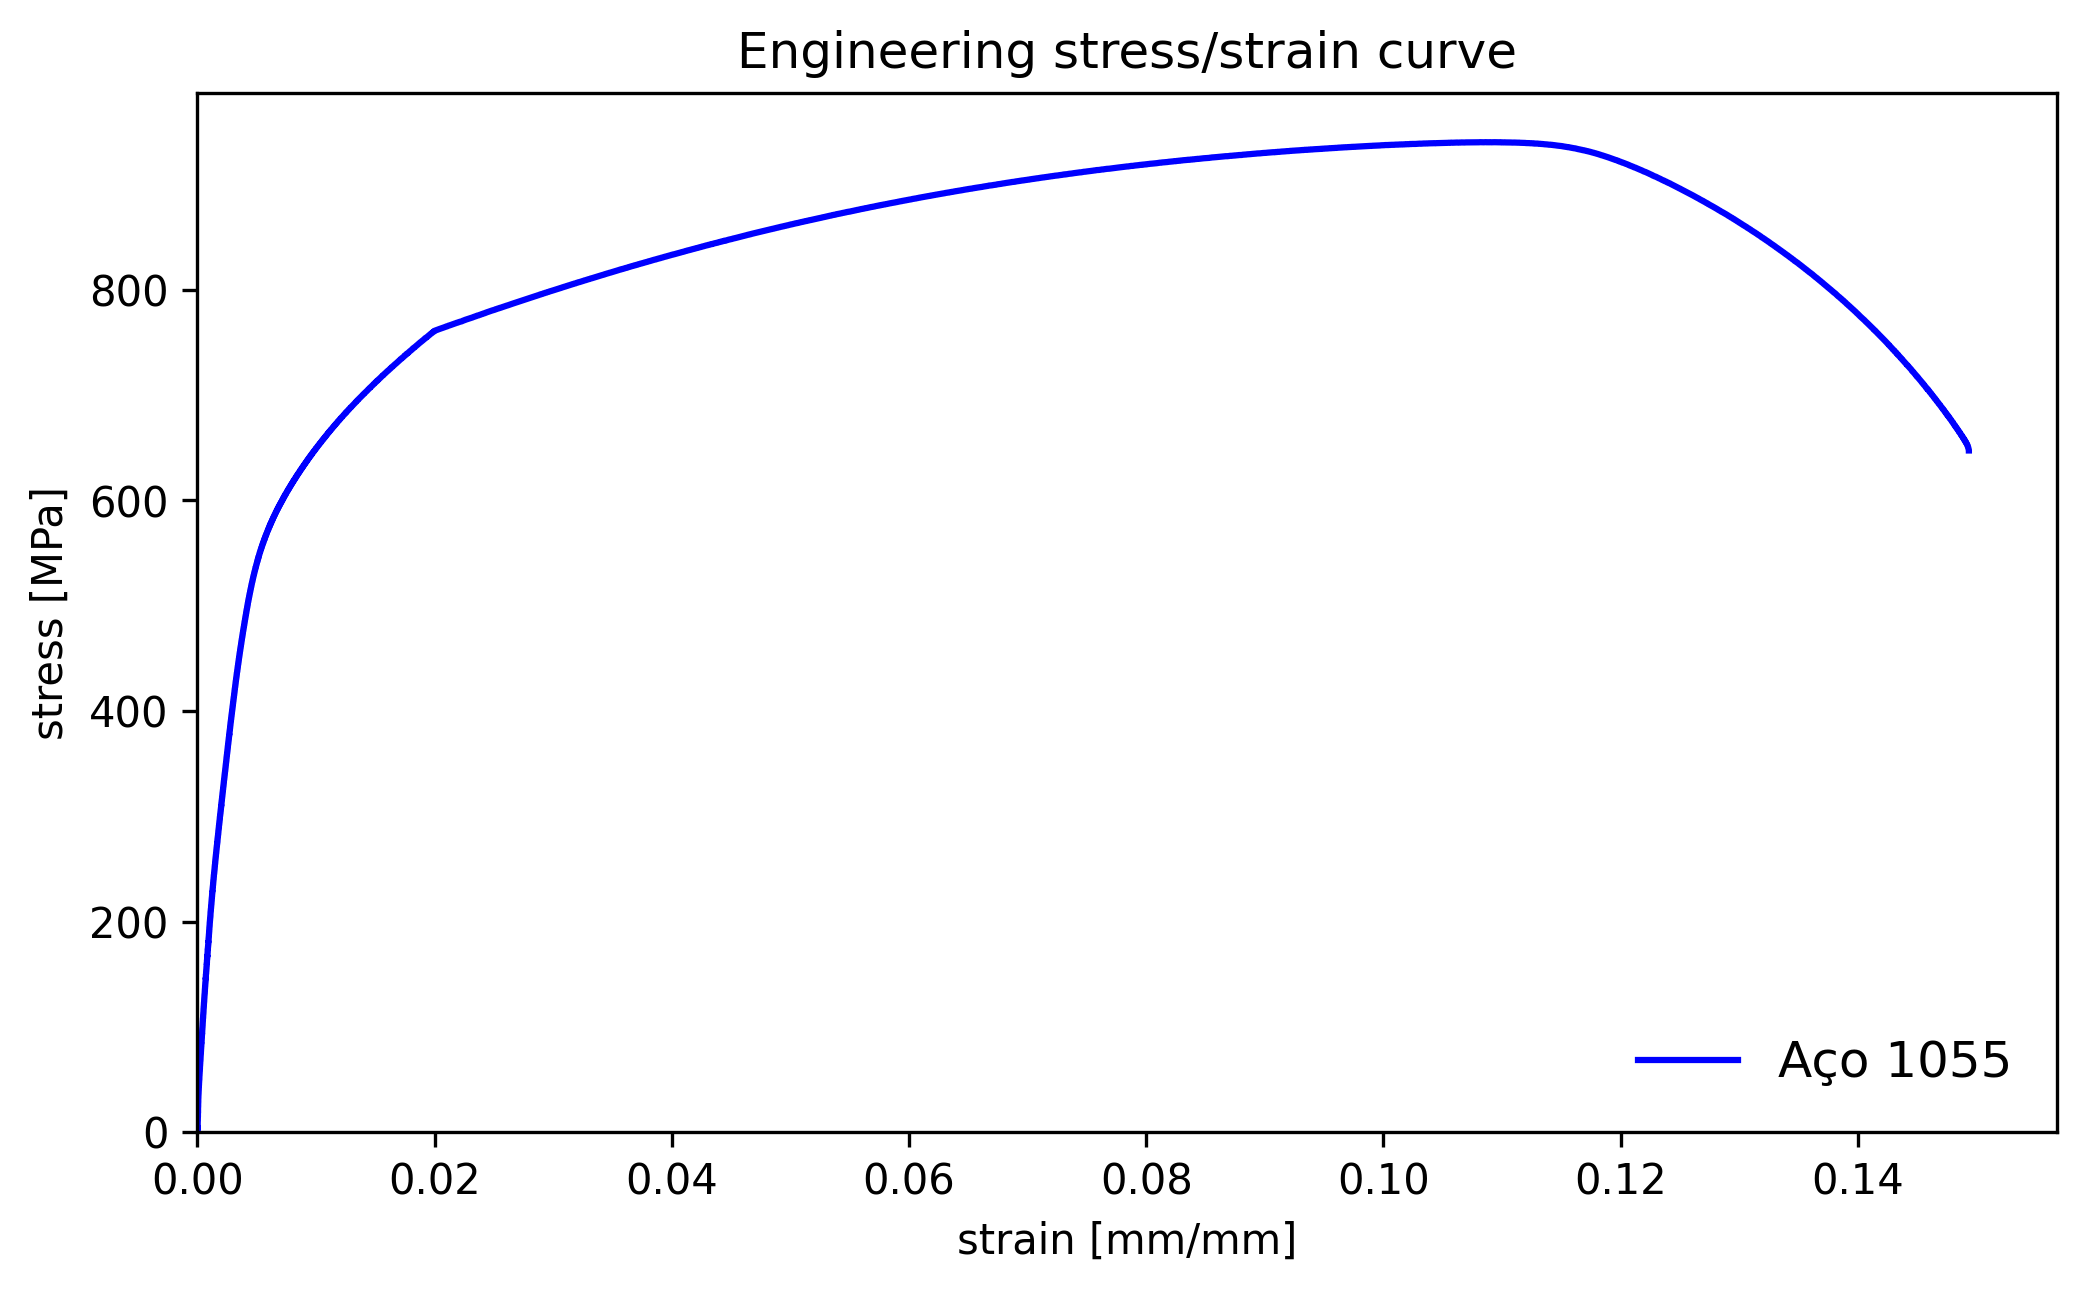 Engineering stress/strain curve
stress [MPa]
800
600
400
200
0
0.00 0.02 0.04 0.06 0.08 0.10 0.12 0.14
strain [mm/mm]
Aço 1055